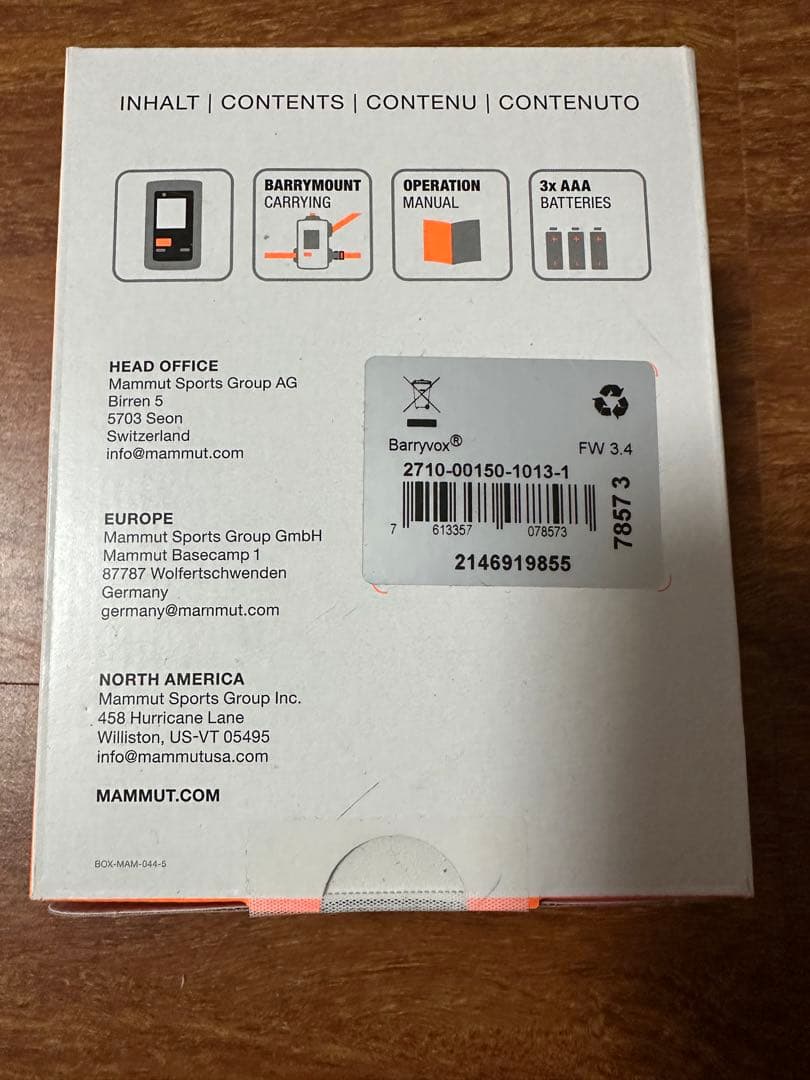 INHALT | CONTENTS | CONTENU | CONTENUTO
BARRYMOUNT
CARRYING
OPERATION
MANUAL
3x AAA
BATTERIES
HEAD OFFICE
Mammut Sports Group AG
Birren 5
5703 Seon
Switzerland
info@mammut.com
Barryvox®
FW 3.4
2710-00150-1013-1
7 613357 078573
7857 3
2146919855
EUROPE
Mammut Sports Group GmbH
Mammut Basecamp 1
87787 Wolfertschwenden
Germany
germany@mammut.com
NORTH AMERICA
Mammut Sports Group Inc.
458 Hurricane Lane
Williston, US-VT 05495
info@mammutusa.com
MAMMUT.COM
BOX-MAM-044-5